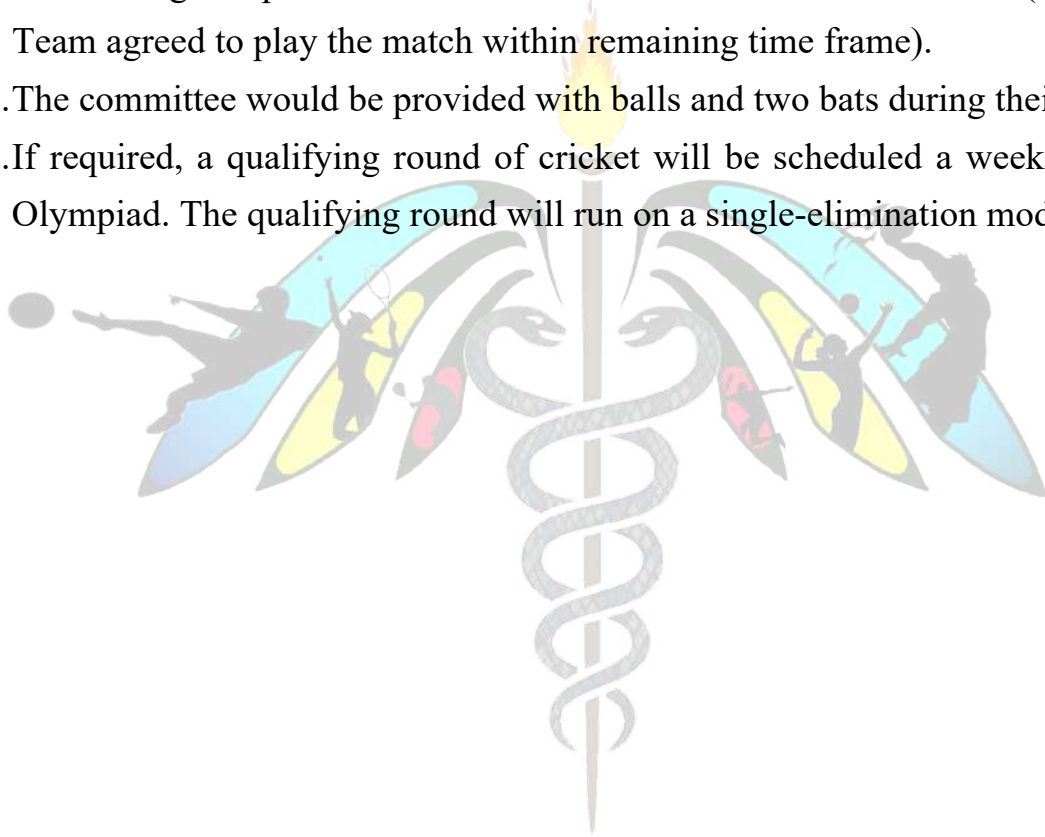 Team agreed to play the match within remaining time frame).
.The committee would be provided with balls and two bats during thei
.If required, a qualifying round of cricket will be scheduled a week
Olympiad. The qualifying round will run on a single-elimination mod